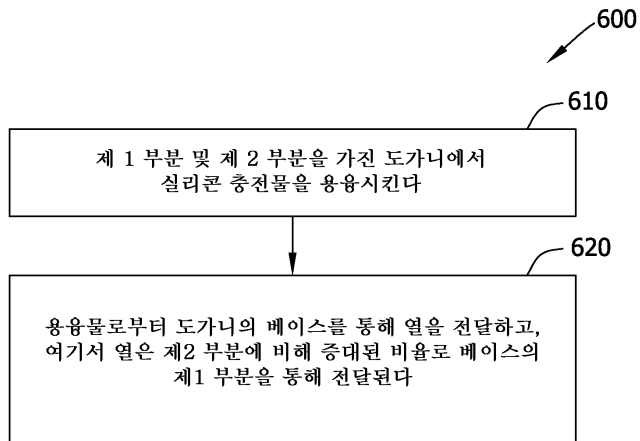 600
610
제 1 부분 및 제 2 부분을 가진 도가니에서
실리콘 충전물을 용융시킨다
620
용융물로부터 도가니의 베이스를 통해 열을 전달하고,
여기서 열은 제2 부분에 비해 증대된 비율로 베이스의
제1 부분을 통해 전달된다